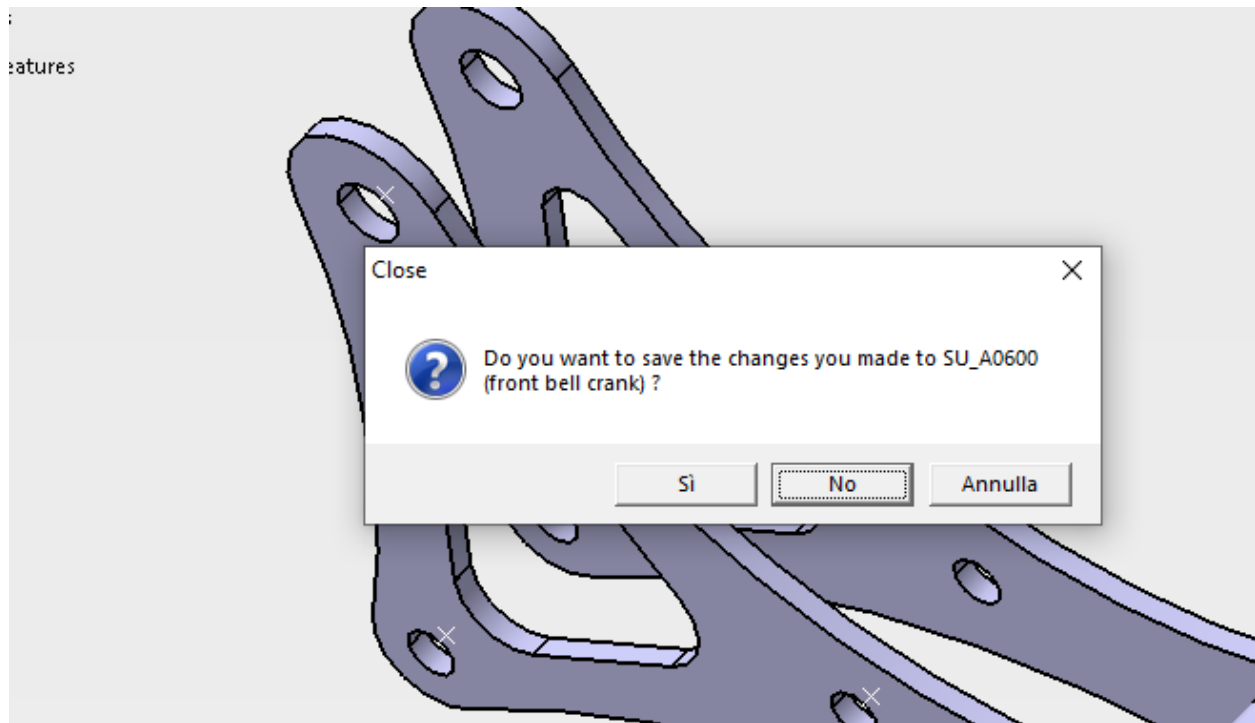 eatures
Close
Do you want to save the changes you made to SU_A0600
(front bell crank) ?
Sì
No
Annulla